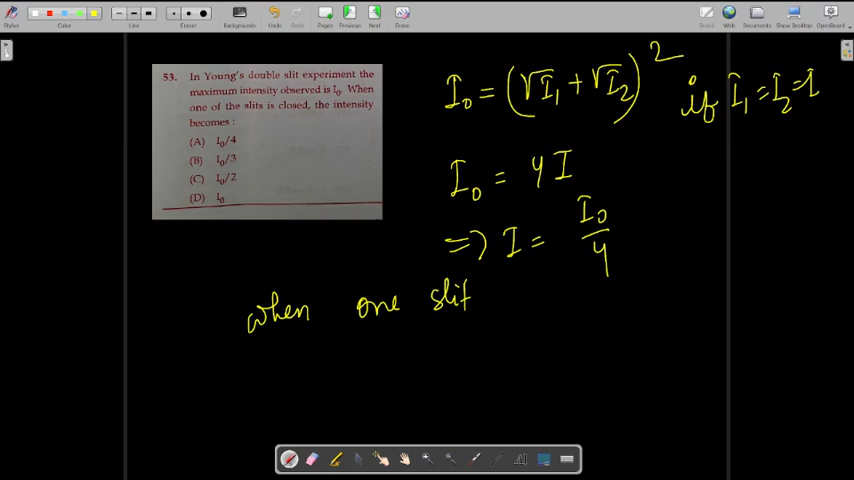 Stylus
Color
Line
Eraser
Backgrounds
Undo
Redo
Pages
Previous
Next
Erase
Board
Web
Documents
Show Desktop
OpenBoard
53. In Young's double slit experiment the
maximum intensity observed is I₀. When
one of the slits is closed, the intensity
becomes :
(A) I₀/4
(B) I₀/3
(C) I₀/2
(D) I₀
I₀ = (√I₁ + √I₂)² if I₁ = I₂ = I
I₀ = 4I
⇒ I = I₀/4
when one slit